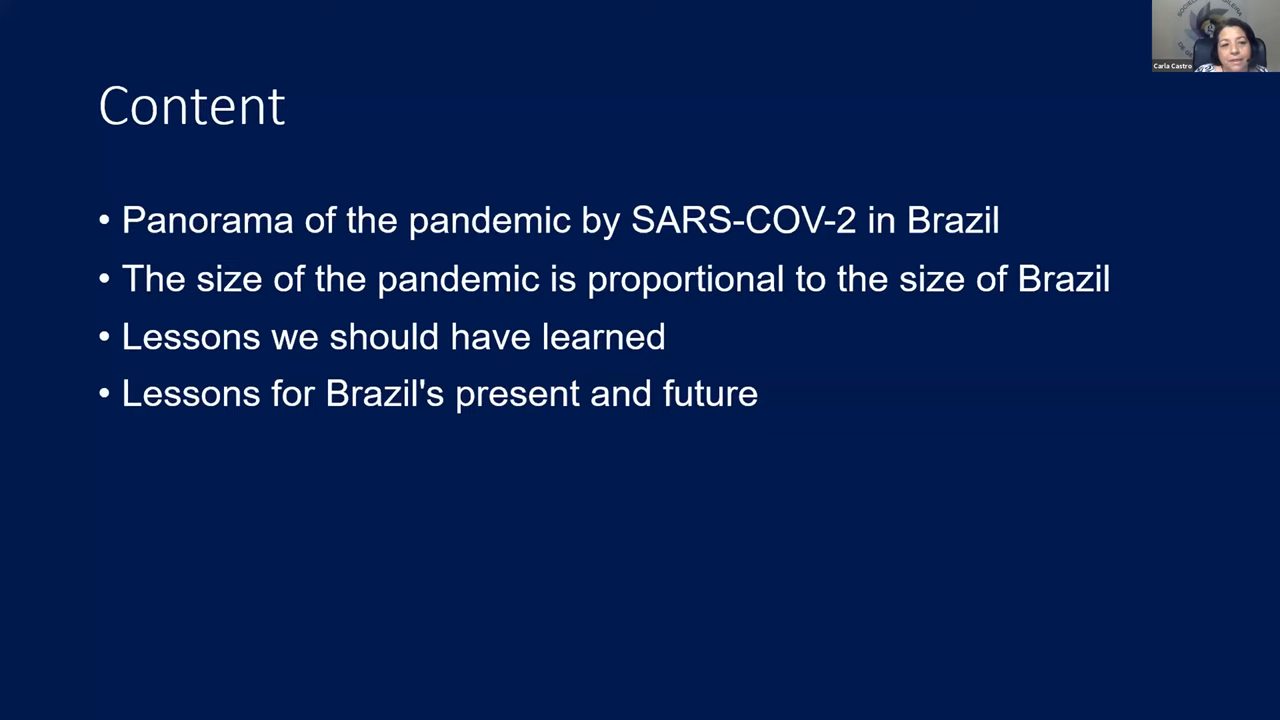 Content
• Panorama of the pandemic by SARS-COV-2 in Brazil
• The size of the pandemic is proportional to the size of Brazil
• Lessons we should have learned
• Lessons for Brazil's present and future
Carla Castro